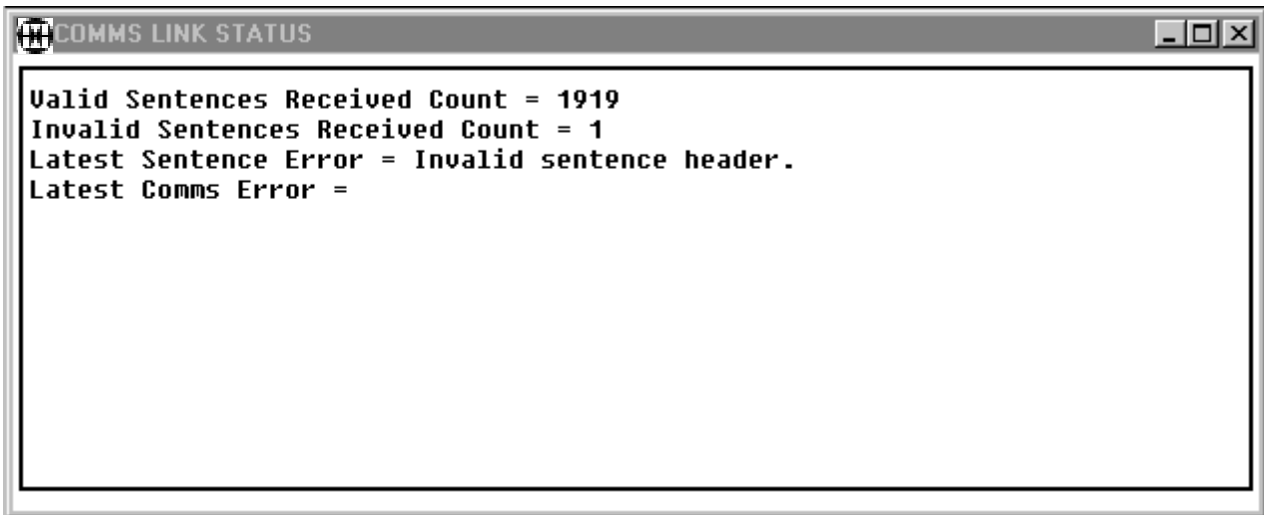 COMMS LINK STATUS
Valid Sentences Received Count = 1919
Invalid Sentences Received Count = 1
Latest Sentence Error = Invalid sentence header.
Latest Comms Error =